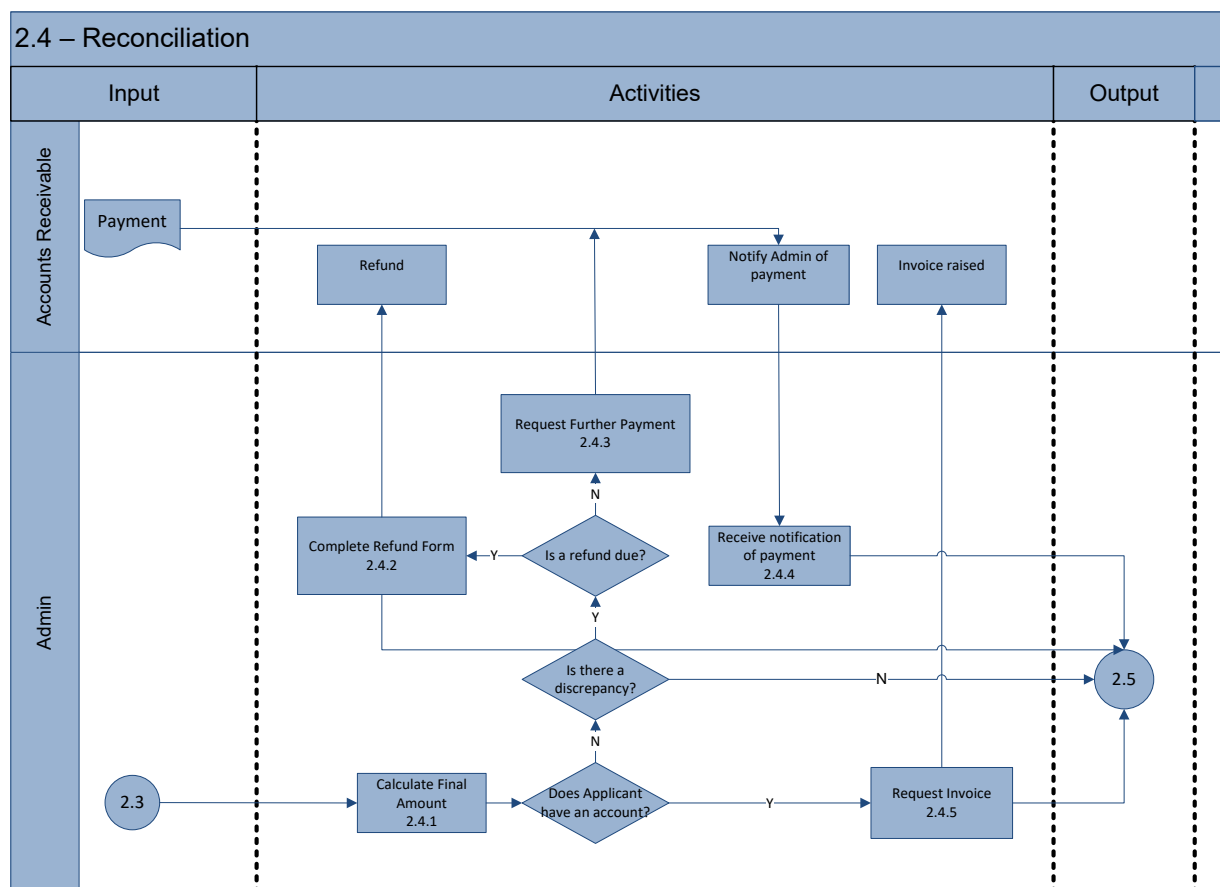 2.4 – Reconciliation
Input
Activities
Output
Accounts Receivable
Payment
Refund
Notify Admin of
payment
Invoice raised
Admin
Request Further Payment
2.4.3
N
Complete Refund Form
2.4.2
Y
Is a refund due?
Receive notification
of payment
2.4.4
Y
Is there a
discrepancy?
N
2.5
N
2.3
Calculate Final
Amount
2.4.1
Does Applicant
have an account?
Y
Request Invoice
2.4.5